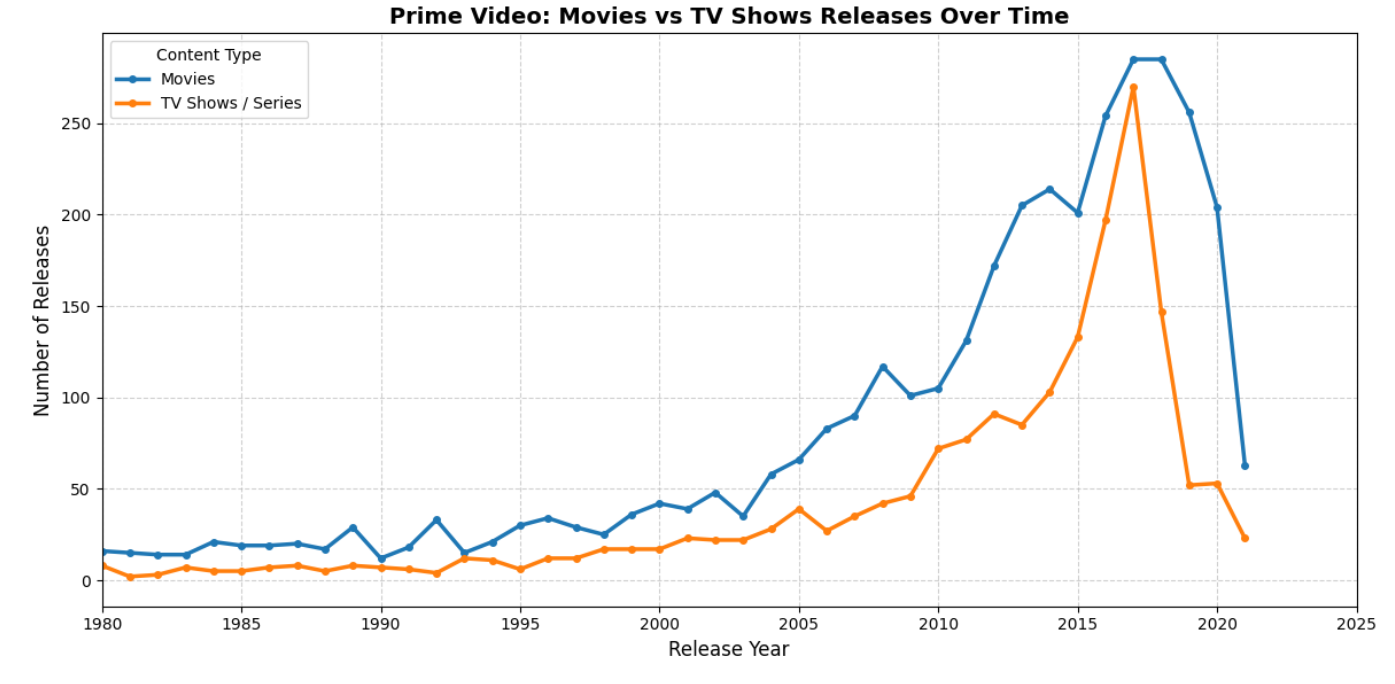 Prime Video: Movies vs TV Shows Releases Over Time
Content Type
Movies
TV Shows / Series
Number of Releases
250
200
150
100
50
0
1980 1985 1990 1995 2000 2005 2010 2015 2020 2025
Release Year